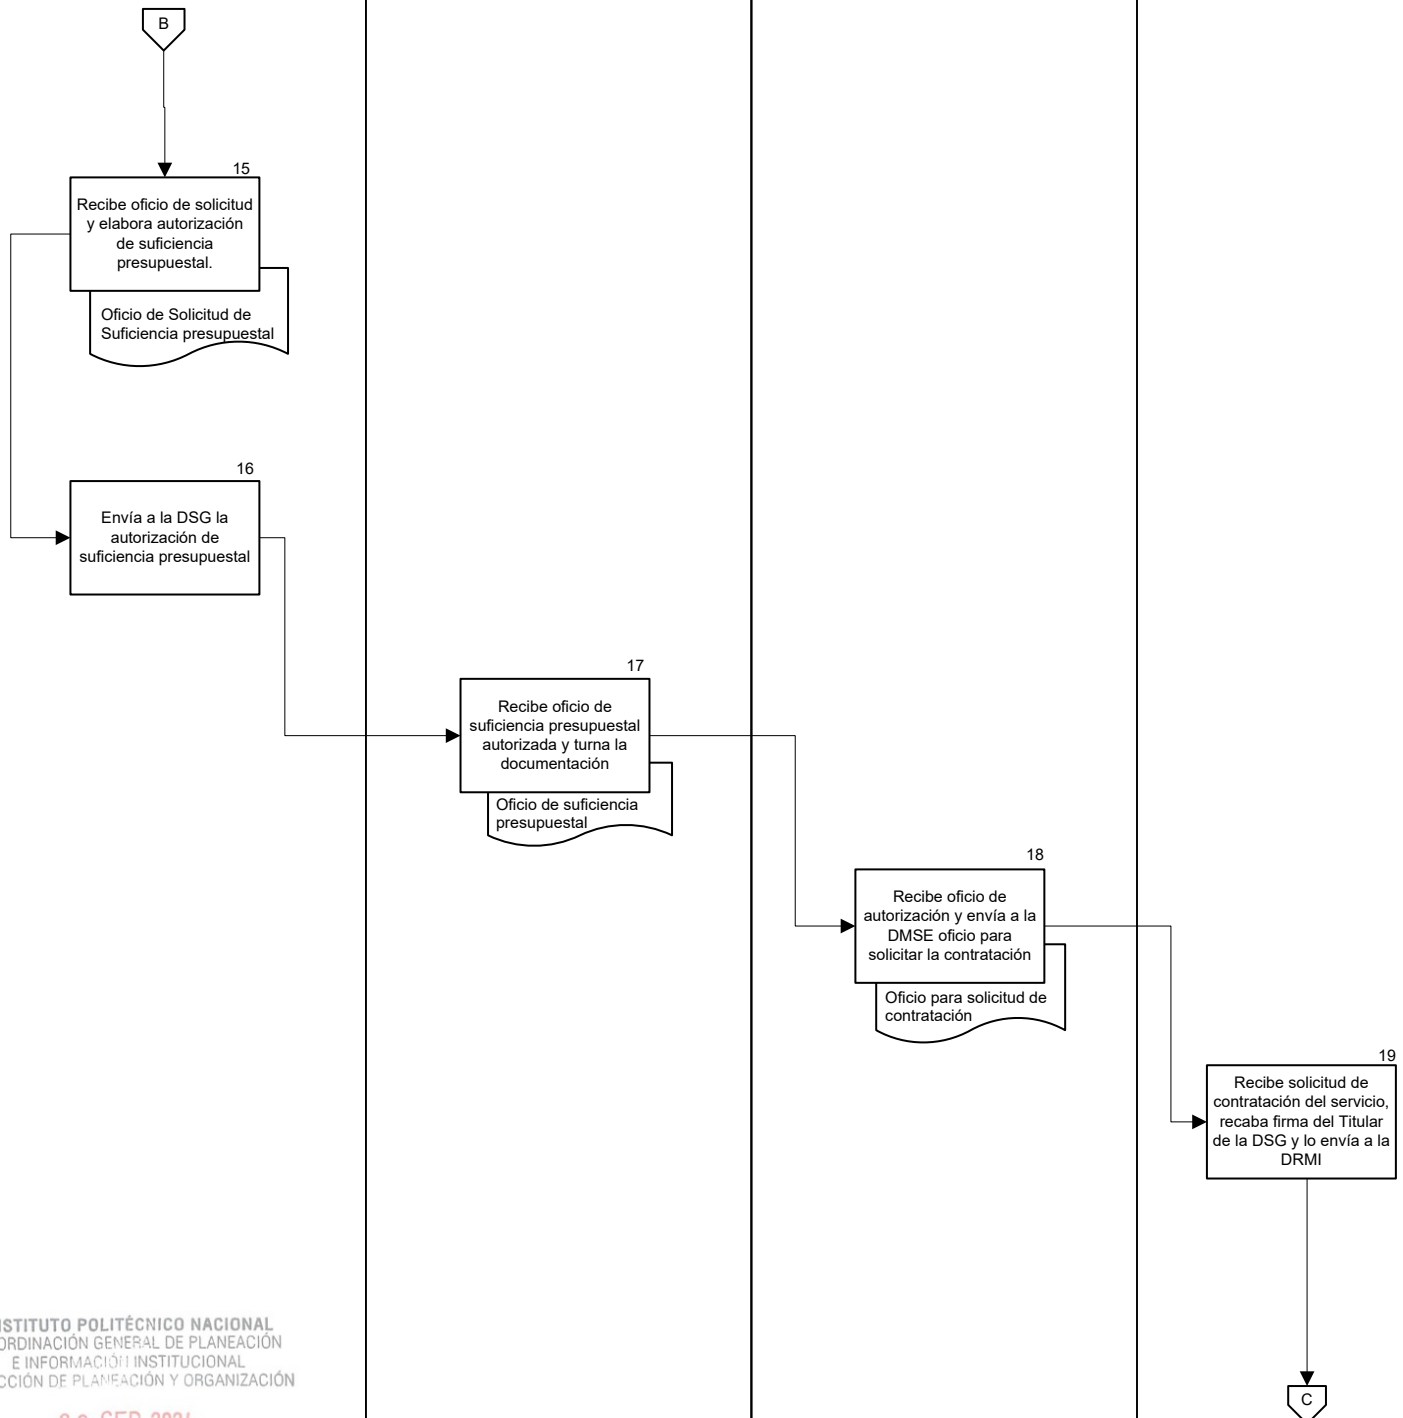 B
15
Recibe oficio de solicitud
y elabora autorización
de suficiencia
presupuestal.
Oficio de Solicitud de
Suficiencia presupuestal
16
Envía a la DSG la
autorización de
suficiencia presupuestal
17
Recibe oficio de
suficiencia presupuestal
autorizada y turna la
documentación
Oficio de suficiencia
presupuestal
18
Recibe oficio de
autorización y envía a la
DMSE oficio para
solicitar la contratación
Oficio para solicitud de
contratación
19
Recibe solicitud de
contratación del servicio,
recaba firma del Titular
de la DSG y lo envía a la
DRMI
C
STITUTO POLITÉCNICO NACIONAL
ORDINACIÓN GENERAL DE PLANEACIÓN
E INFORMACIÓN INSTITUCIONAL
CCIÓN DE PLANEACIÓN Y ORGANIZACIÓN